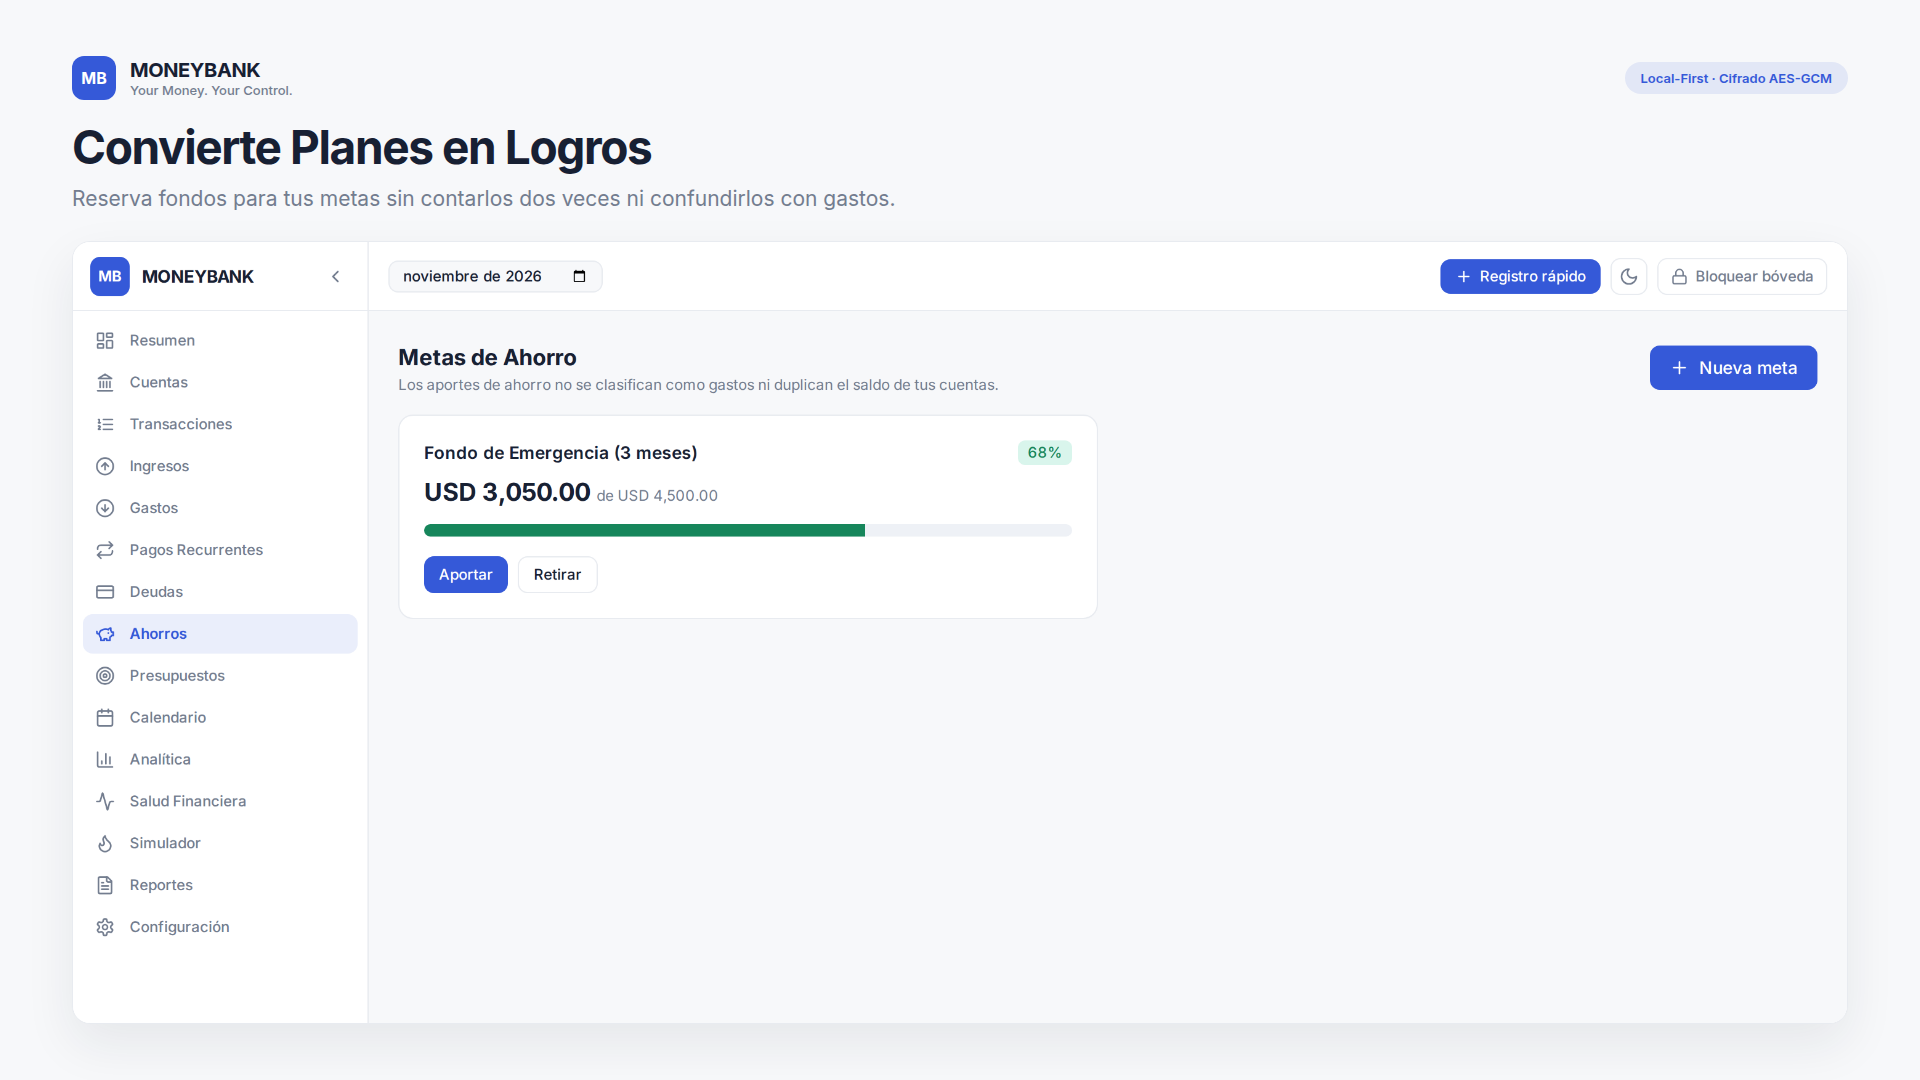 MB
MONEYBANK
Your Money. Your Control.
Local-First · Cifrado AES-GCM
Convierte Planes en Logros
Reserva fondos para tus metas sin contarlos dos veces ni confundirlos con gastos.
MB
MONEYBANK
noviembre de 2026
Registro rápido
Bloquear bóveda
Resumen
Cuentas
Transacciones
Ingresos
Gastos
Pagos Recurrentes
Deudas
Ahorros
Presupuestos
Calendario
Analítica
Salud Financiera
Simulador
Reportes
Configuración
Metas de Ahorro
Los aportes de ahorro no se clasifican como gastos ni duplican el saldo de tus cuentas.
Nueva meta
Fondo de Emergencia (3 meses)
68%
USD 3,050.00 de USD 4,500.00
Aportar
Retirar